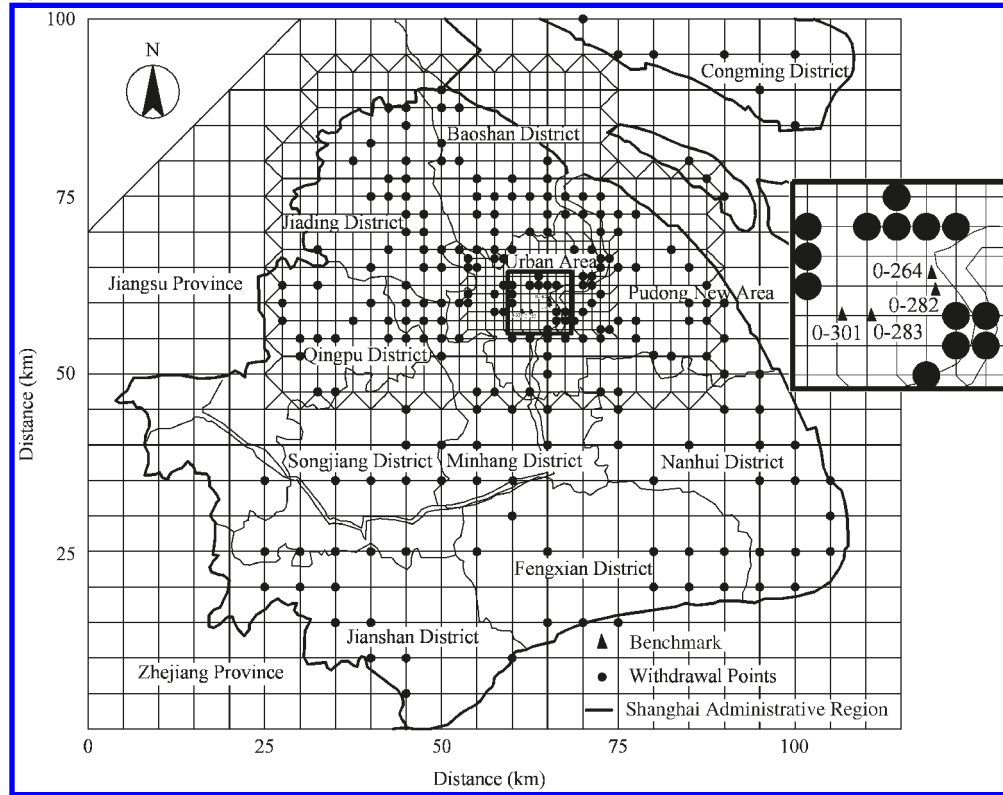 100
N
Congming District
Baoshan District
75
Jiading District
Urban Area
Jiangsu Province
Pudong New Area
0-264
0-282
0-301
0-283
Qingpu District
50
Distance (km)
Songjiang District
Minhang District
Nanhui District
25
Fengxian District
Jianshan District
Benchmark
Zhejiang Province
Withdrawal Points
Shanghai Administrative Region
0
25
50
75
100
Distance (km)